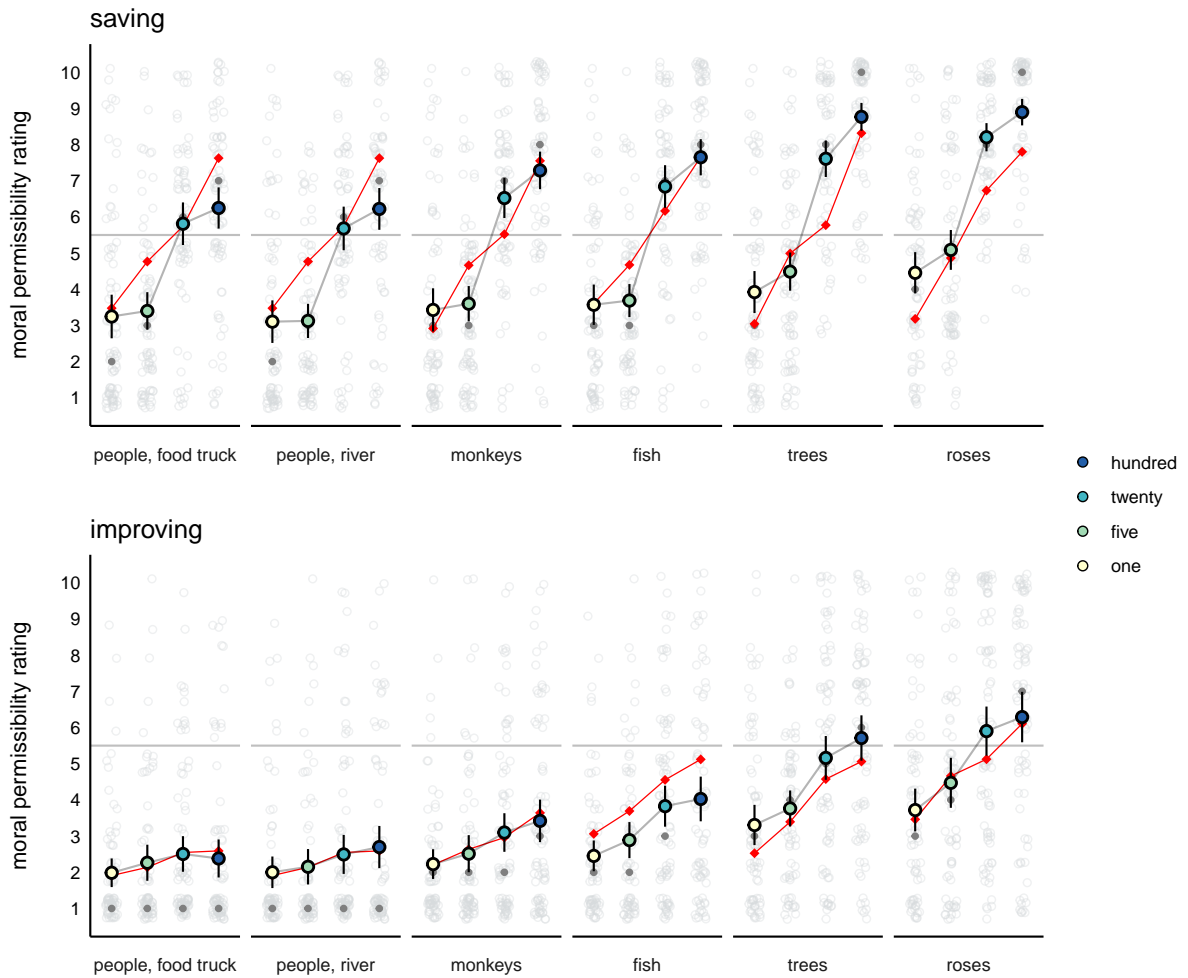 saving
moral permissibility rating
10
9
8
7
6
5
4
3
2
1
people, food truck
people, river
monkeys
fish
trees
roses
hundred
twenty
five
one
improving
moral permissibility rating
10
9
8
7
6
5
4
3
2
1
people, food truck
people, river
monkeys
fish
trees
roses